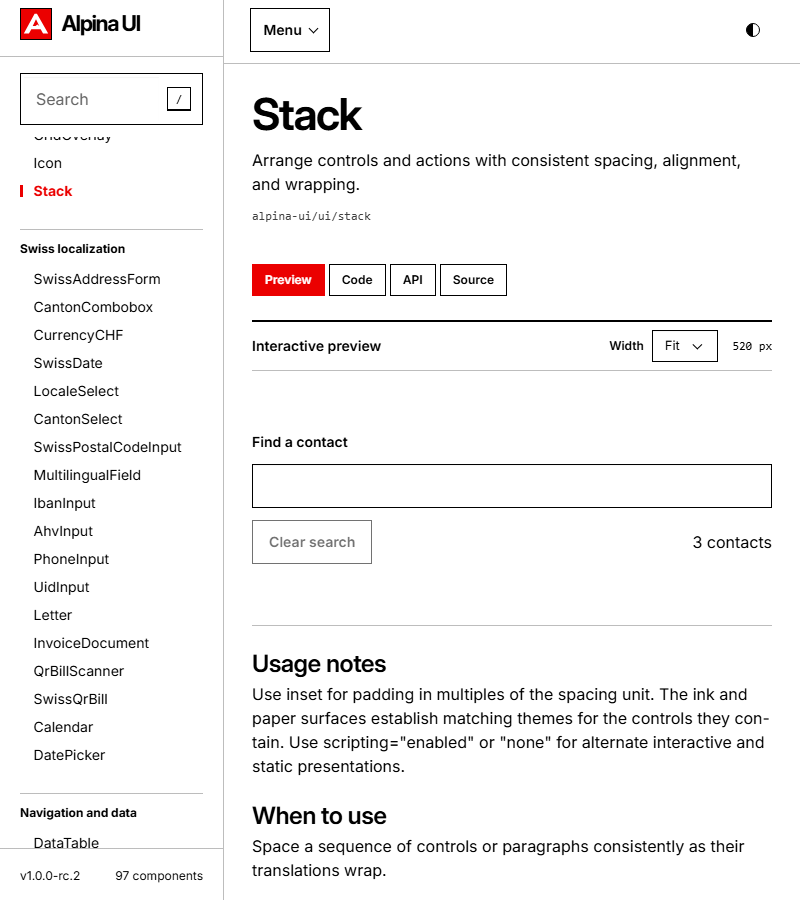 Alpina UI
Search
/
GridOverlay
Icon
Stack
Swiss localization
SwissAddressForm
CantonCombobox
CurrencyCHF
SwissDate
LocaleSelect
CantonSelect
SwissPostalCodeInput
MultilingualField
IbanInput
AhvInput
PhoneInput
UidInput
Letter
InvoiceDocument
QrBillScanner
SwissQrBill
Calendar
DatePicker
Navigation and data
DataTable
v1.0.0-rc.2
97 components
Menu
Stack
Arrange controls and actions with consistent spacing, alignment,
and wrapping.
alpina-ui/ui/stack
Preview
Code
API
Source
Interactive preview
Width
Fit
520 px
Find a contact
Clear search
3 contacts
Usage notes
Use inset for padding in multiples of the spacing unit. The ink and
paper surfaces establish matching themes for the controls they con-
tain. Use scripting="enabled" or "none" for alternate interactive and
static presentations.
When to use
Space a sequence of controls or paragraphs consistently as their
translations wrap.